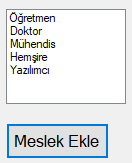 Öğretmen
Doktor
Mühendis
Hemşire
Yazılımcı
Meslek Ekle